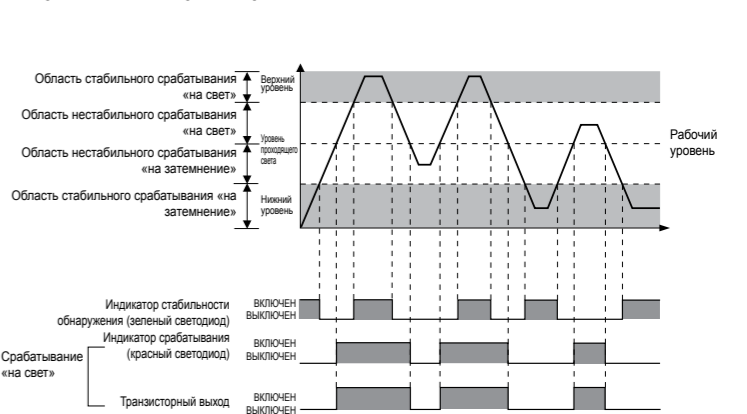 Область стабильного срабатывания
«на свет»
Верхний
уровень
Область нестабильного срабатывания
«на свет»
Уровень
проходящего
света
Рабочий
уровень
Область нестабильного срабатывания
«на затемнение»
Область стабильного срабатывания «на
затемнение»
Нижний
уровень
Индикатор стабильности
обнаружения (зеленый светодиод)
ВКЛЮЧЕН
ВЫКЛЮЧЕН
Срабатывание
«на свет»
Индикатор срабатывания
(красный светодиод)
ВКЛЮЧЕН
ВЫКЛЮЧЕН
Транзисторный выход
ВКЛЮЧЕН
ВЫКЛЮЧЕН